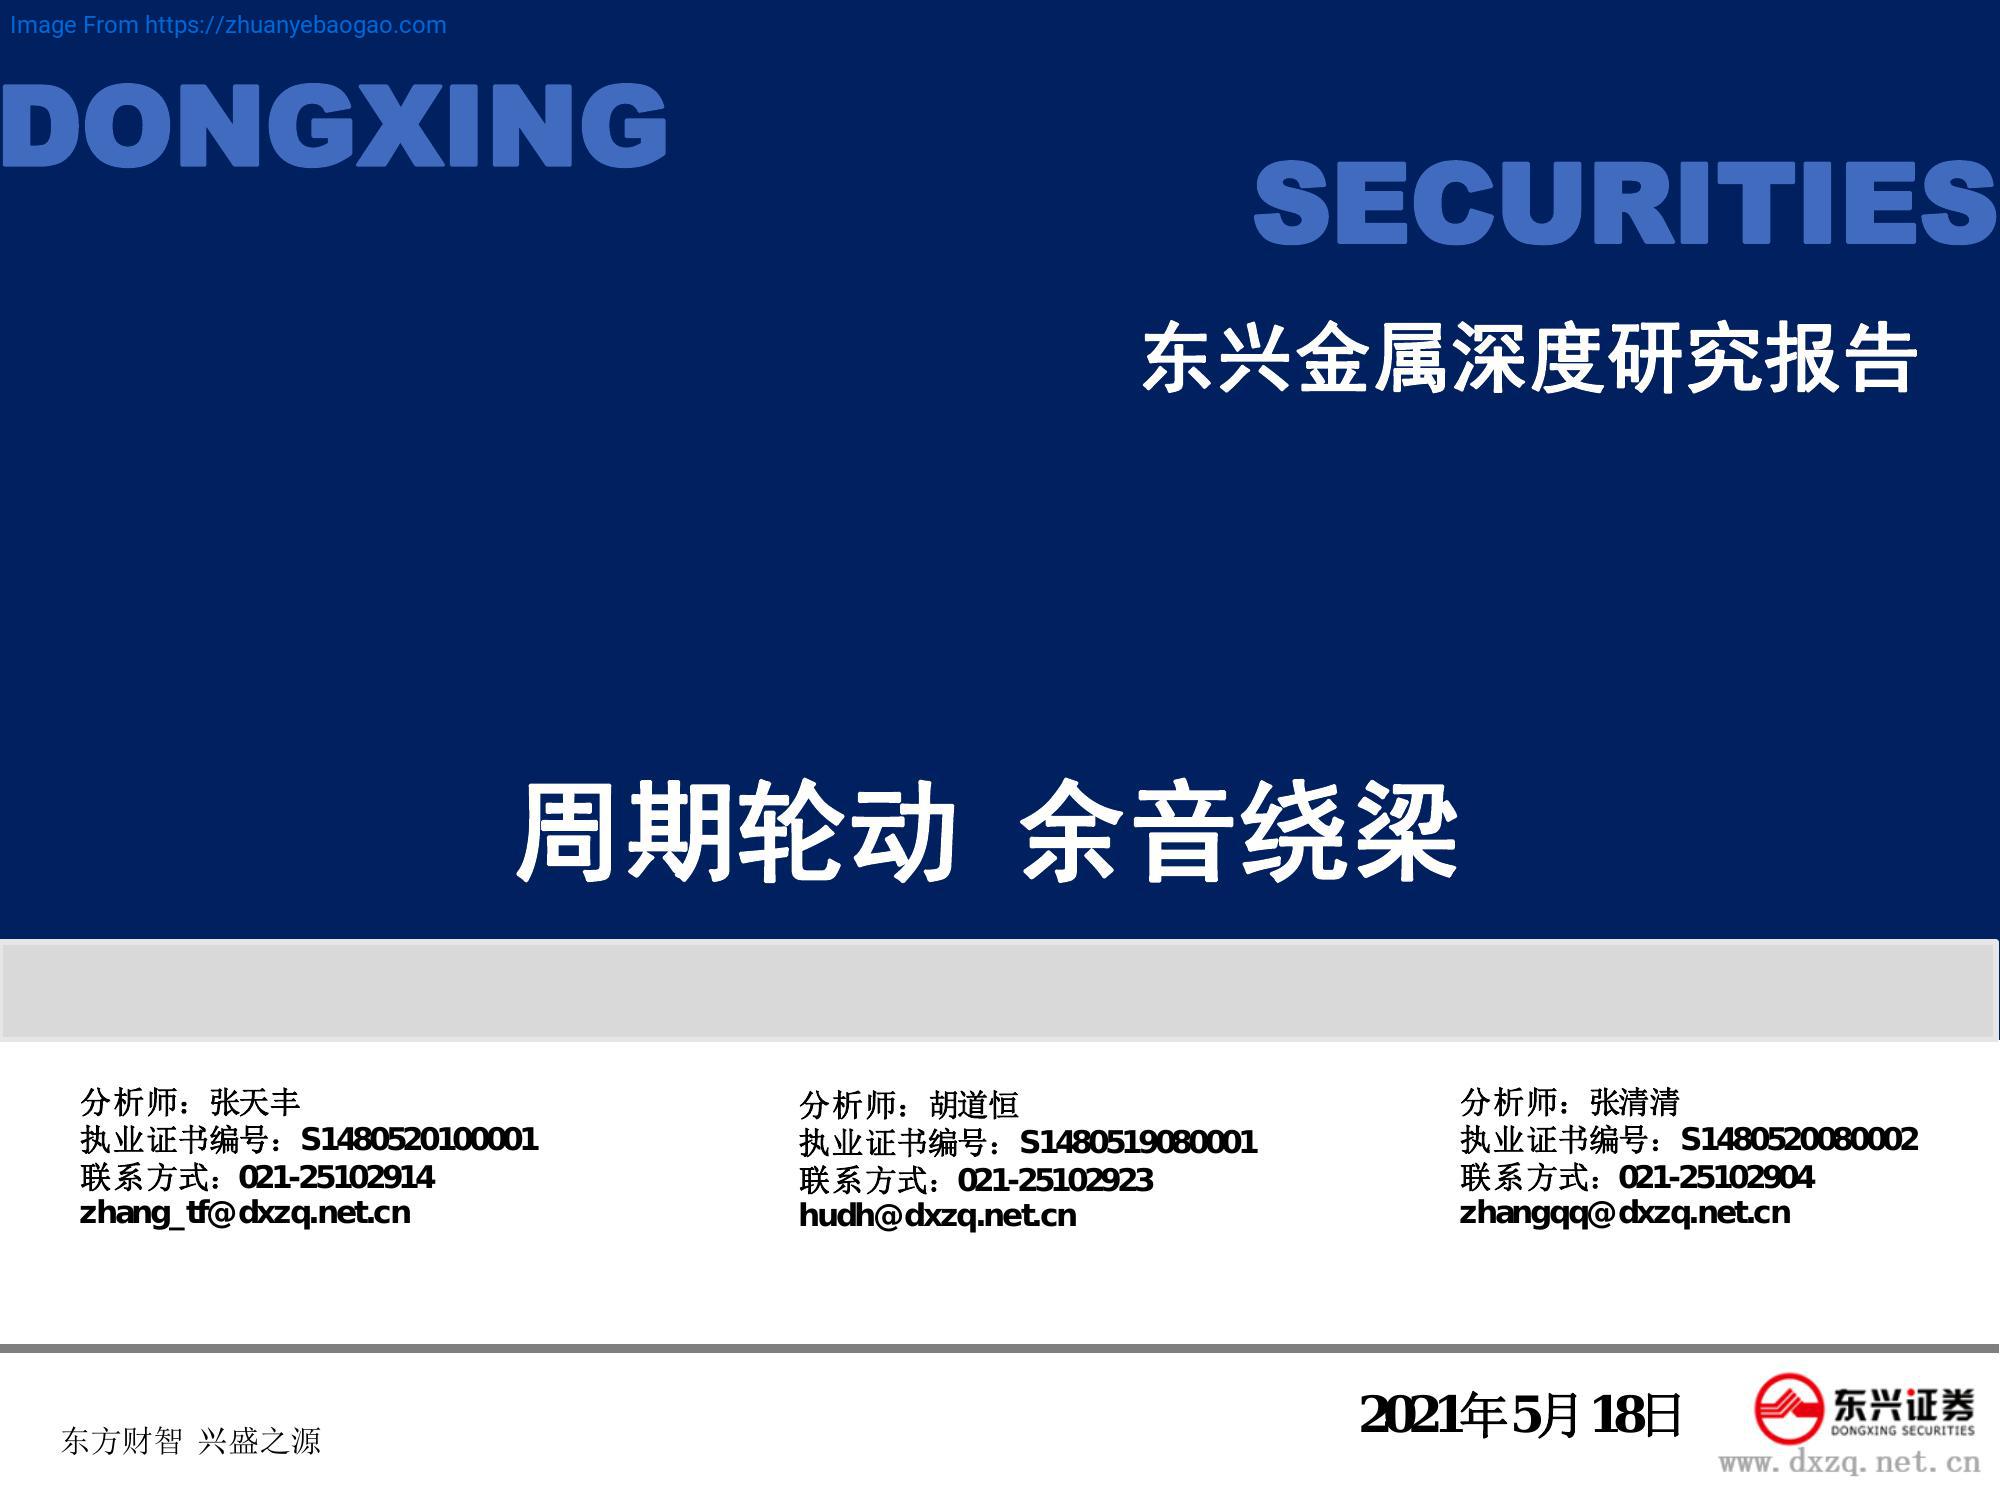 Image From https://zhuanyebaogao.com
DONGXING
SECURITIES
东兴金属深度研究报告
周期轮动 余音绕梁
分析师：张天丰
执业证书编号：S1480520100001
联系方式：021-25102914
zhang_tf@dxzq.net.cn
分析师：胡道恒
执业证书编号：S1480519080001
联系方式：021-25102923
hudh@dxzq.net.cn
分析师：张清清
执业证书编号：S1480520080002
联系方式：021-25102904
zhangqq@dxzq.net.cn
东方财智 兴盛之源
2021年5月18日
东兴证券
DONGXING SECURITIES
www.dxzq.net.cn